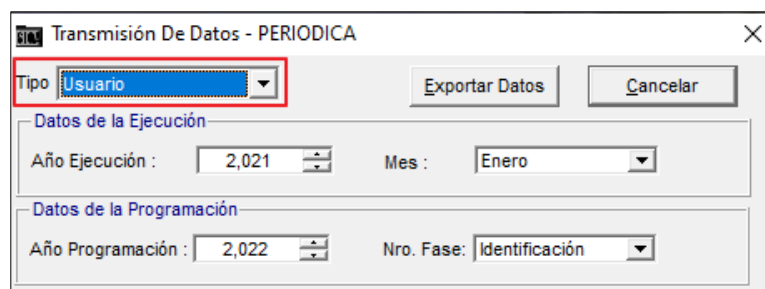 Transmisión De Datos - PERIODICA
Tipo Usuario Exportar Datos Cancelar
Datos de la Ejecución
Año Ejecución : 2,021 Mes : Enero
Datos de la Programación
Año Programación : 2,022 Nro. Fase: Identificación